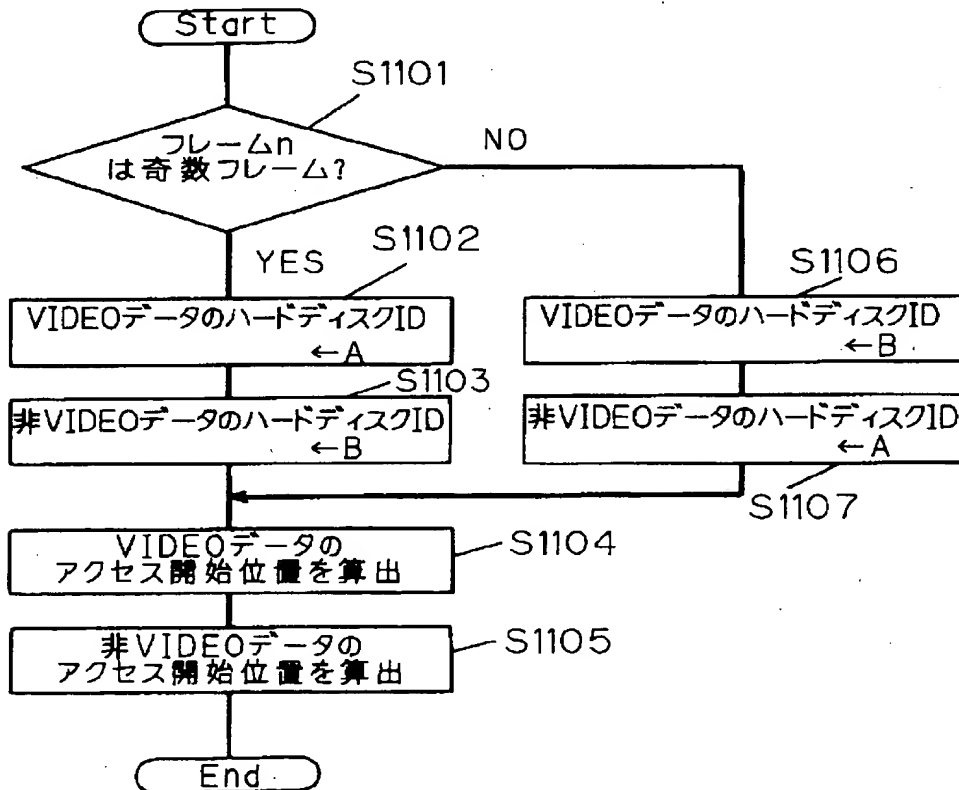 Start
S1101
フレームn
は奇数フレーム?
NO
YES
S1102
VIDEOデータのハードディスクID
←A
S1103
非VIDEOデータのハードディスクID
←B
S1106
VIDEOデータのハードディスクID
←B
非VIDEOデータのハードディスクID
←A
S1107
VIDEOデータの
アクセス開始位置を算出
S1104
非VIDEOデータの
アクセス開始位置を算出
S1105
End